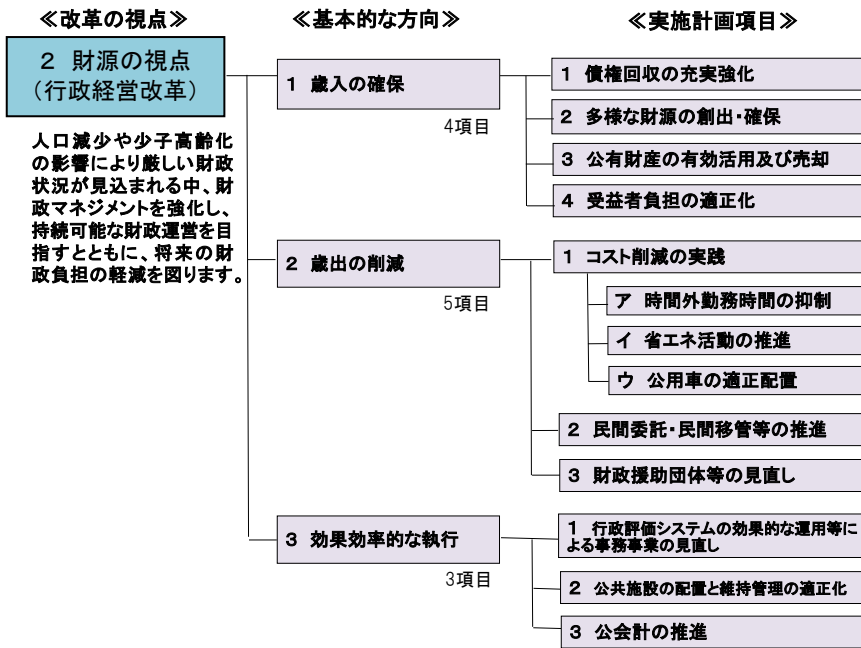 ≪改革の視点≫
≪基本的な方向≫
≪実施計画項目≫
2 財源の視点
(行政経営改革)
人口減少や少子高齢化
の影響により厳しい財政
状況が見込まれる中、財
政マネジメントを強化し、
持続可能な財政運営を目
指すとともに、将来の財
政負担の軽減を図ります。
1 歳入の確保
4項目
1 債権回収の充実強化
2 多様な財源の創出・確保
3 公有財産の有効活用及び売却
4 受益者負担の適正化
2 歳出の削減
5項目
1 コスト削減の実践
ア 時間外勤務時間の抑制
イ 省エネ活動の推進
ウ 公用車の適正配置
2 民間委託・民間移管等の推進
3 財政援助団体等の見直し
3 効果効率的な執行
3項目
1 行政評価システムの効果的な運用等に
よる事務事業の見直し
2 公共施設の配置と維持管理の適正化
3 公会計の推進